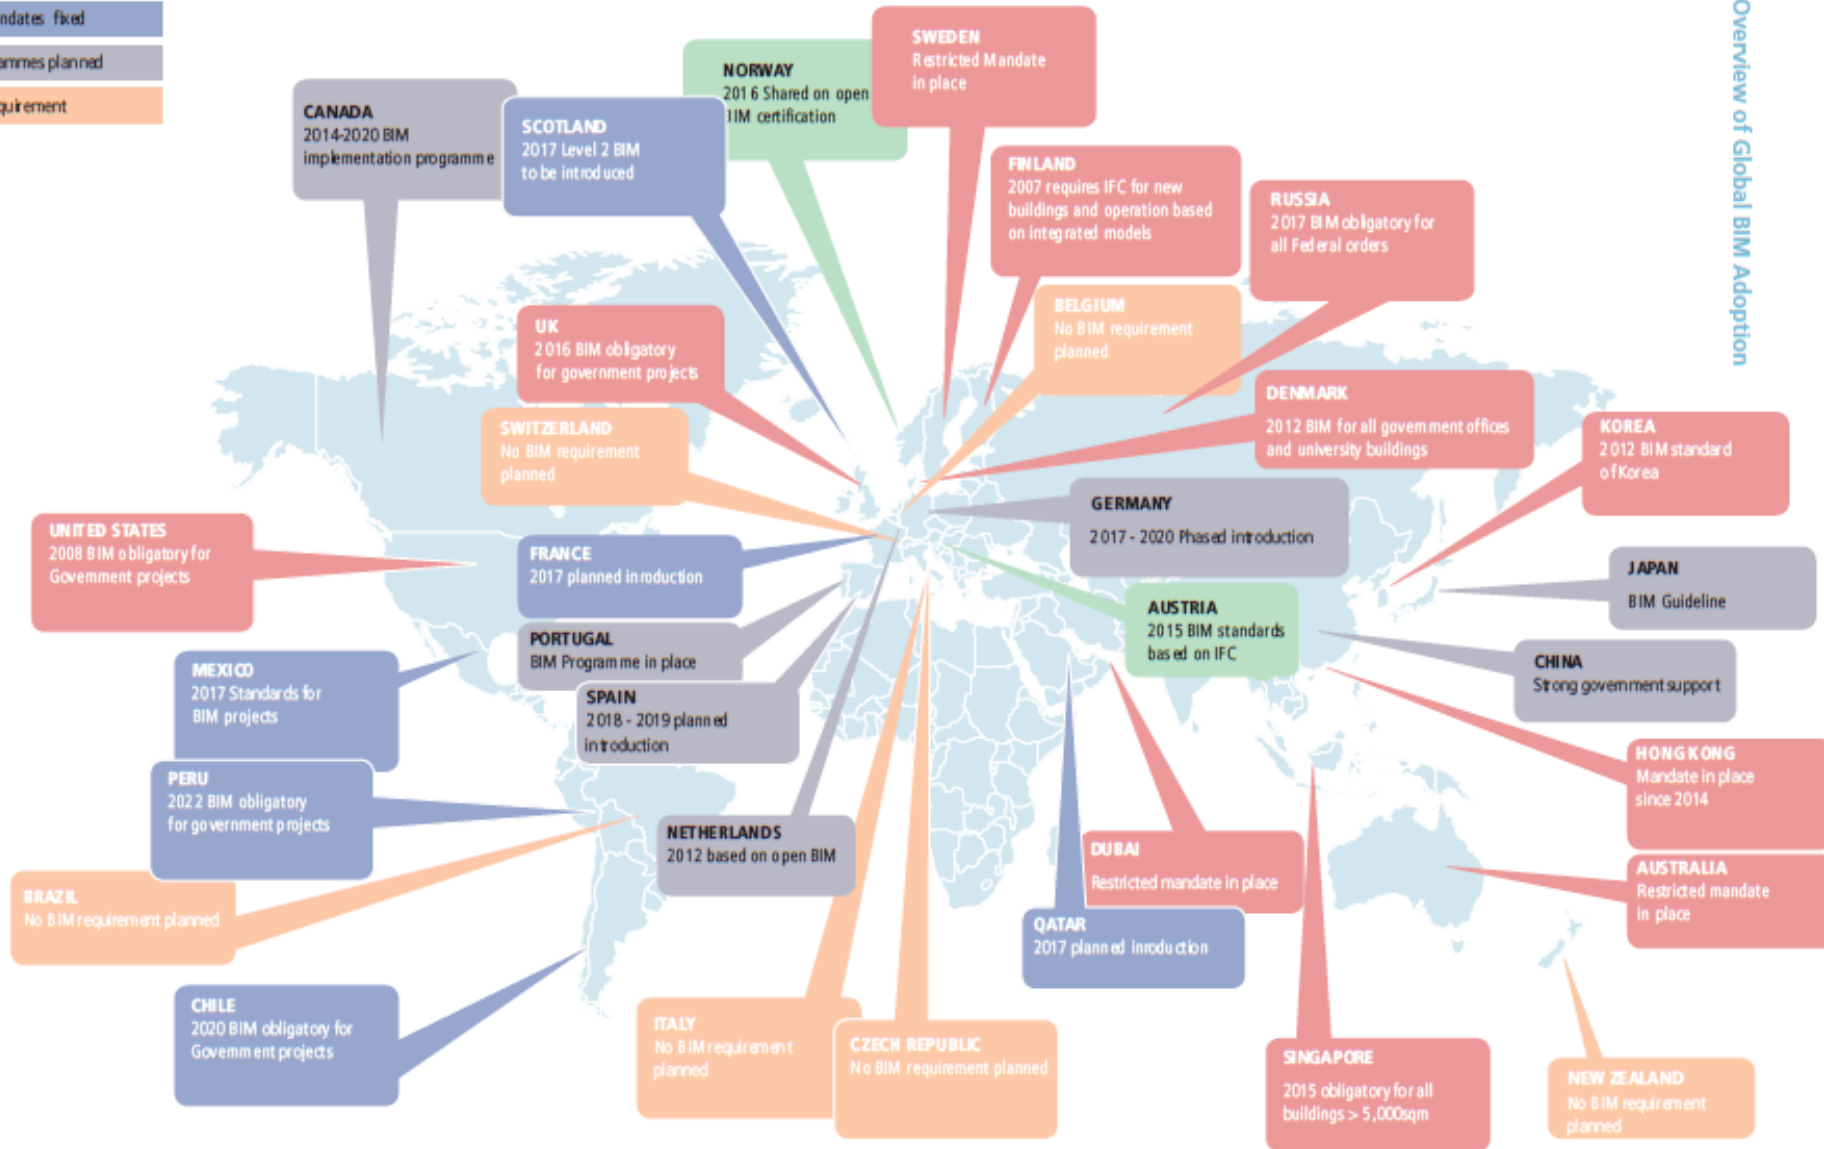 ndates fixed
ammes planned
quirement
Overview of Global BIM Adoption
CANADA
2014-2020 BIM
implementation programme
SCOTLAND
2017 Level 2 BIM
to be introduced
NORWAY
2016 Shared on open
BIM certification
SWEDEN
Restricted Mandate
in place
FINLAND
2007 requires IFC for new
buildings and operation based
on integrated models
RUSSIA
2017 BIM obligatory for
all Federal orders
UK
2016 BIM obligatory
for government projects
BELGIUM
No BIM requirement
planned
SWITZERLAND
No BIM requirement
planned
DENMARK
2012 BIM for all government offices
and university buildings
KOREA
2012 BIM standard
of Korea
UNITED STATES
2008 BIM obligatory for
Government projects
FRANCE
2017 planned inroduction
GERMANY
2017 - 2020 Phased introduction
JAPAN
BIM Guideline
PORTUGAL
BIM Programme in place
AUSTRIA
2015 BIM standards
based on IFC
CHINA
Strong government support
MEXICO
2017 Standards for
BIM projects
SPAIN
2018 - 2019 planned
introduction
PERU
2022 BIM obligatory
for government projects
NETHERLANDS
2012 based on open BIM
HONG KONG
Mandate in place
since 2014
DUBAI
Restricted mandate in place
AUSTRALIA
Restricted mandate
in place
BRAZIL
No BIM requirement planned
QATAR
2017 planned inroduction
CHILE
2020 BIM obligatory for
Government projects
ITALY
No BIM requirement
planned
CZECH REPUBLIC
No BIM requirement planned
SINGAPORE
2015 obligatory for all
buildings > 5,000sqm
NEW ZEALAND
No BIM requirement
planned